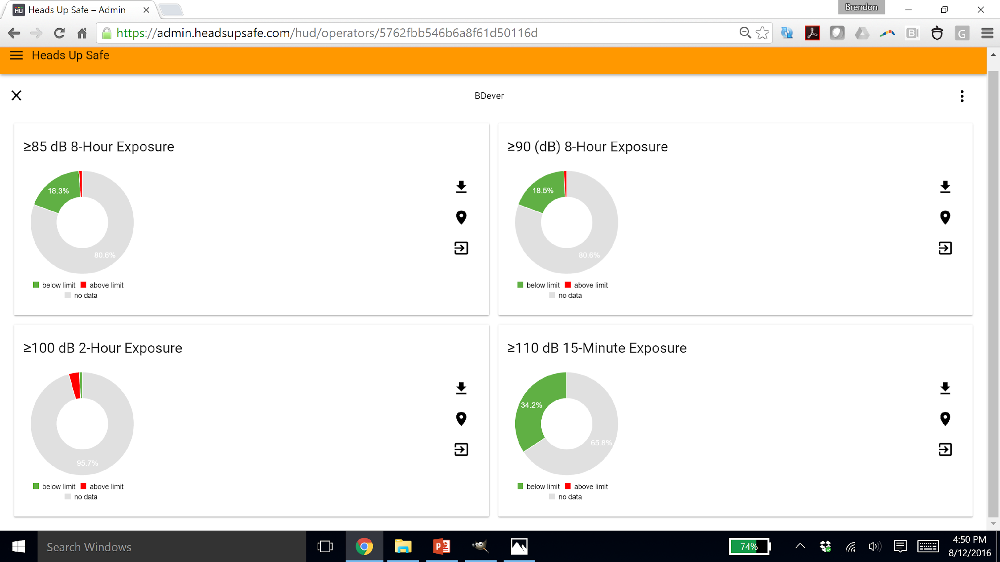 HU Heads Up Safe – Admin
Brendon
https://admin.headsupsafe.com/hud/operators/5762fbb546b6a8f61d50116d
B
G
Heads Up Safe
BDever
≥85 dB 8-Hour Exposure
18.3%
80.6%
below limit above limit
no data
≥90 (dB) 8-Hour Exposure
18.5%
80.6%
below limit above limit
no data
≥100 dB 2-Hour Exposure
95.7%
below limit above limit
no data
≥110 dB 15-Minute Exposure
34.2%
65.8%
below limit above limit
no data
Search Windows
P
74%
4:50 PM
8/12/2016